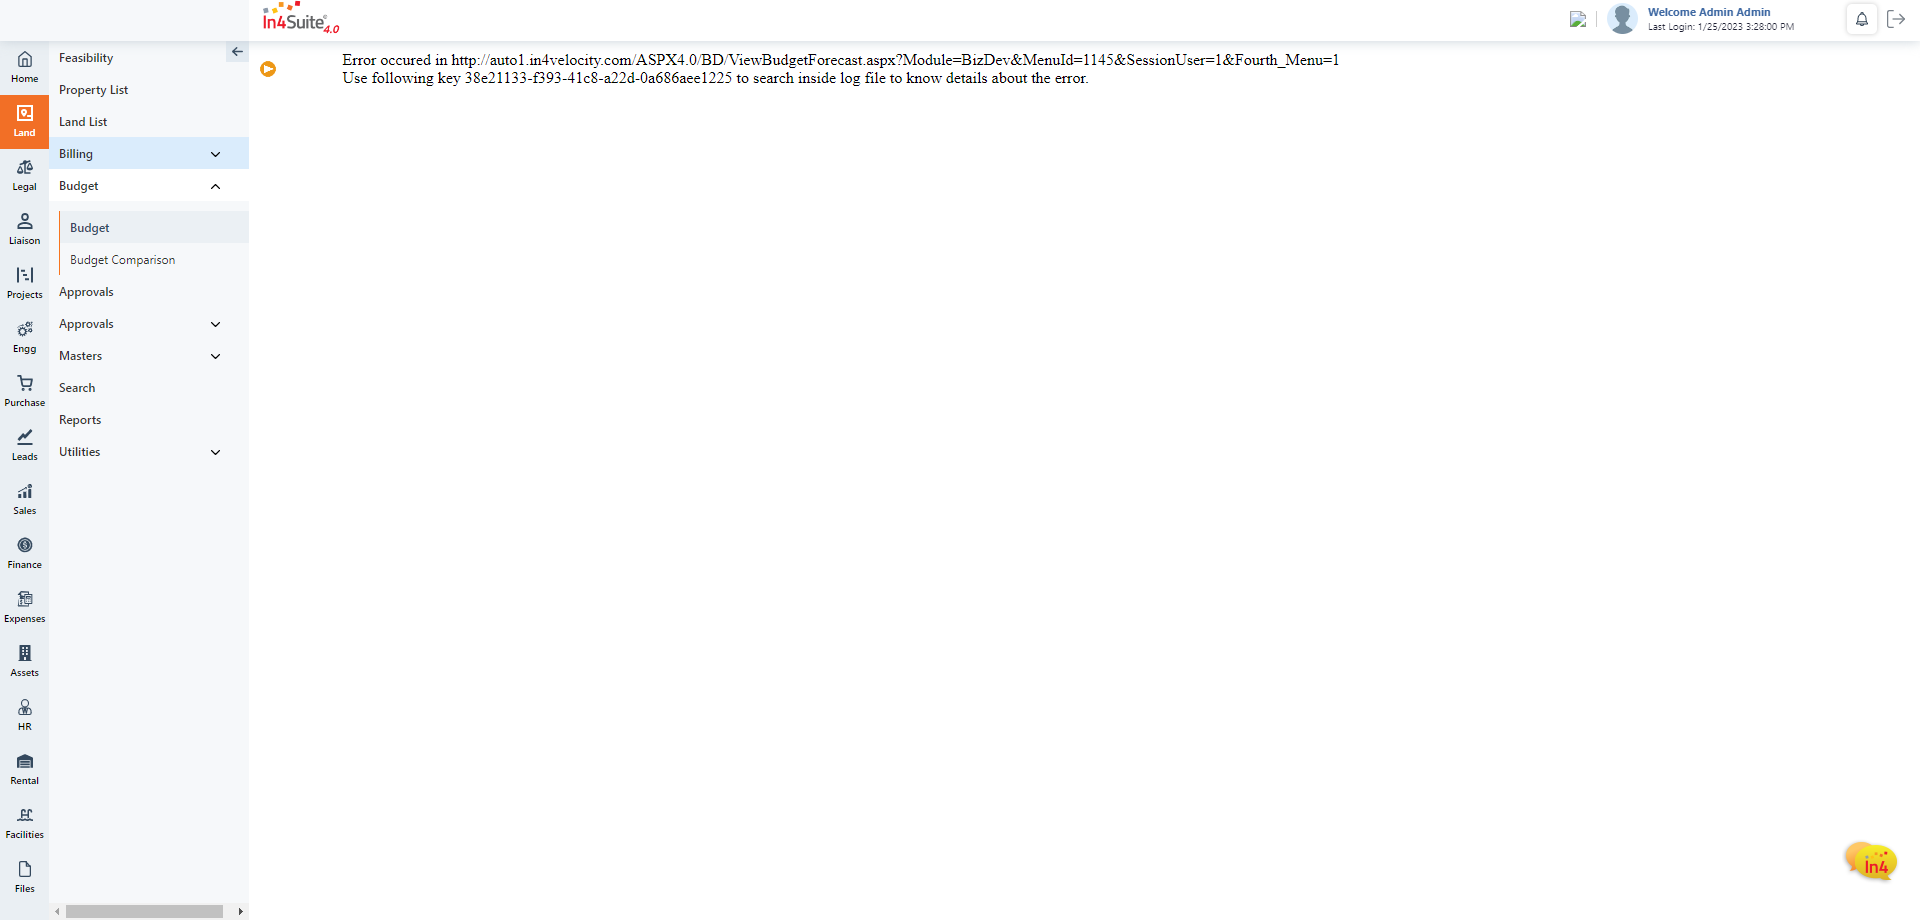 In4Suite® 4.0
Welcome Admin Admin
Last Login: 1/25/2023 3:28:00 PM
Home
Land
Legal
Liaison
Projects
Engg
Purchase
Leads
Sales
Finance
Expenses
Assets
HR
Rental
Facilities
Files
Feasibility
Property List
Land List
Billing
Budget
Budget
Budget Comparison
Approvals
Approvals
Masters
Search
Reports
Utilities
Error occured in http://auto1.in4velocity.com/ASPX4.0/BD/ViewBudgetForecast.aspx?Module=BizDev&MenuId=1145&SessionUser=1&Fourth_Menu=1
Use following key 38e21133-f393-41c8-a22d-0a686aee1225 to search inside log file to know details about the error.
in4